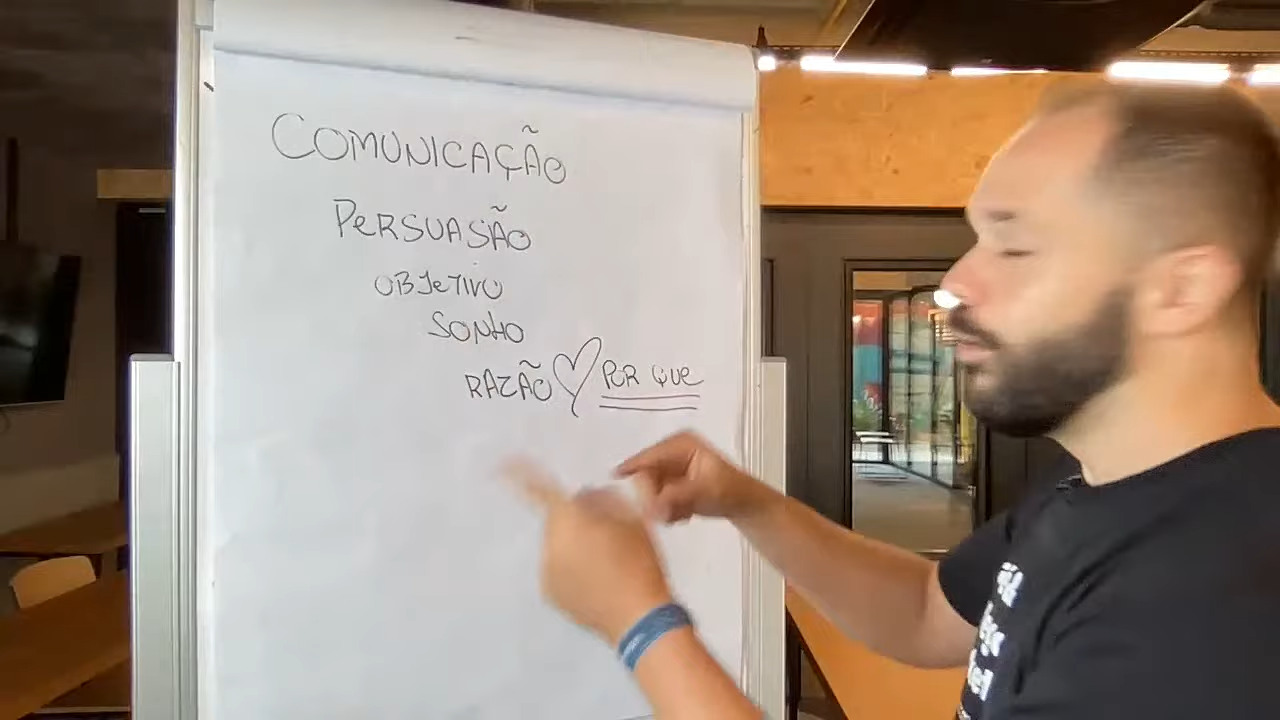 COMUNICAÇÃO
PERSUASÃO
OBJETIVO
SONHO
RAZÃO POR QUE